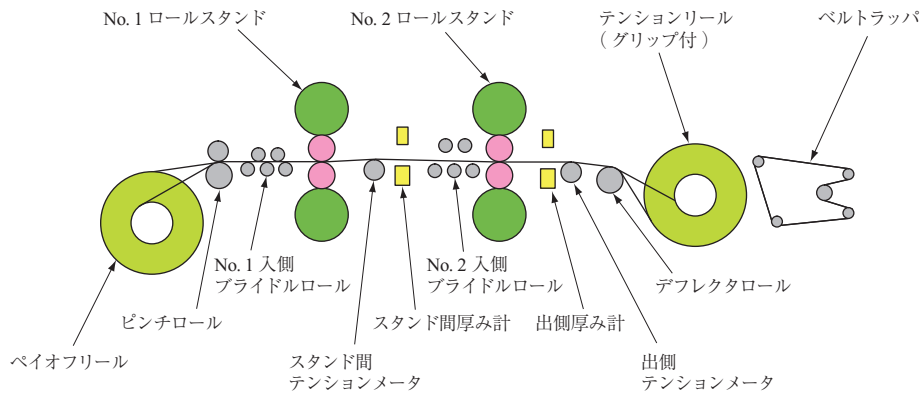 No. 1 ロールスタンド
No. 2 ロールスタンド
テンションリール
( グリップ付 )
ベルトラッパ
No. 1 入側
ブライドルロール
No. 2 入側
ブライドルロール
デフレクタロール
ピンチロール
スタンド間厚み計
出側厚み計
ペイオフリール
スタンド間
テンションメータ
出側
テンションメータ